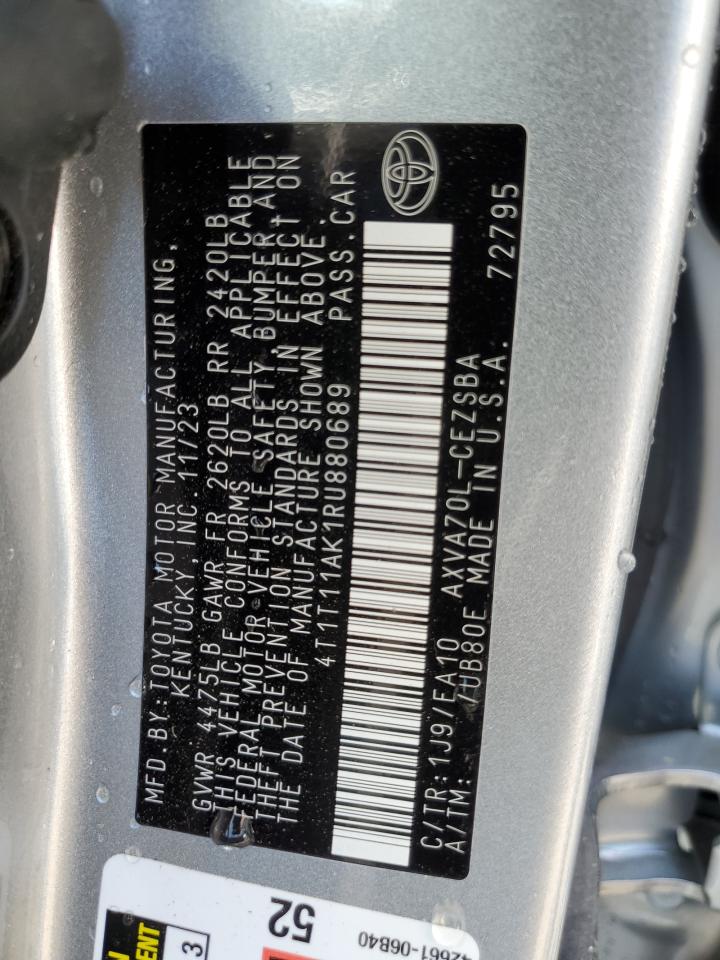 MFD.BY:TOYOTA MOTOR MANUFACTURING,
KENTUCKY, INC. 11/23
GVWR 4475LB GAWR FR 2620LB RR 2420LB
THIS VEHICLE CONFORMS TO ALL APPLICABLE
FEDERAL MOTOR VEHICLE SAFETY, BUMPER AND
THEFT PREVENTION STANDARDS IN EFFECT ON
THE DATE OF MANUFACTURE SHOWN ABOVE.
4T1T11AK1RU880689 PASS.CAR
C/TR:1J9/EA10 AXVA70L-CEZSBA
A/TM: /UB80E MADE IN U.S.A. 72795
52
42661-06B40
3